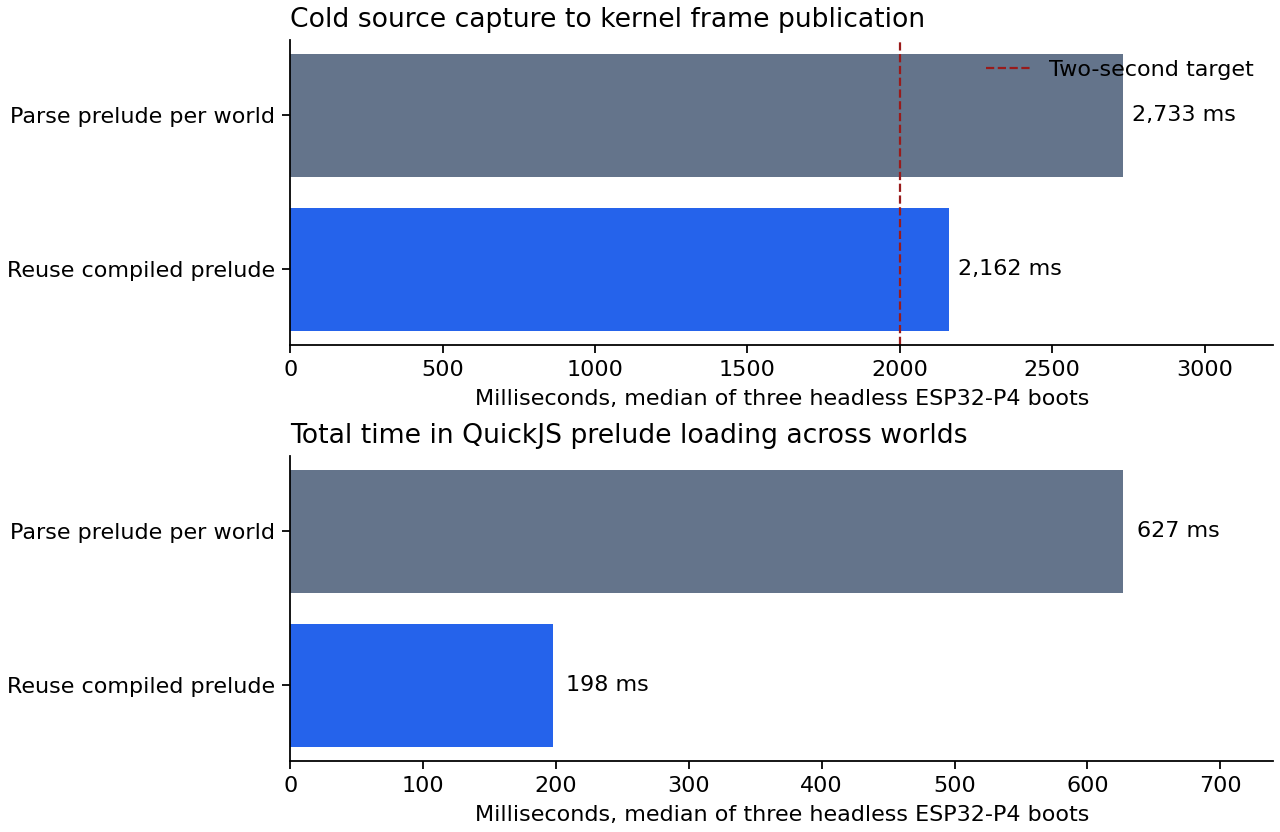 Cold source capture to kernel frame publication
Two-second target
Parse prelude per world
2,733 ms
Reuse compiled prelude
2,162 ms
0 500 1000 1500 2000 2500 3000
Milliseconds, median of three headless ESP32-P4 boots
Total time in QuickJS prelude loading across worlds
Parse prelude per world
627 ms
Reuse compiled prelude
198 ms
0 100 200 300 400 500 600 700
Milliseconds, median of three headless ESP32-P4 boots